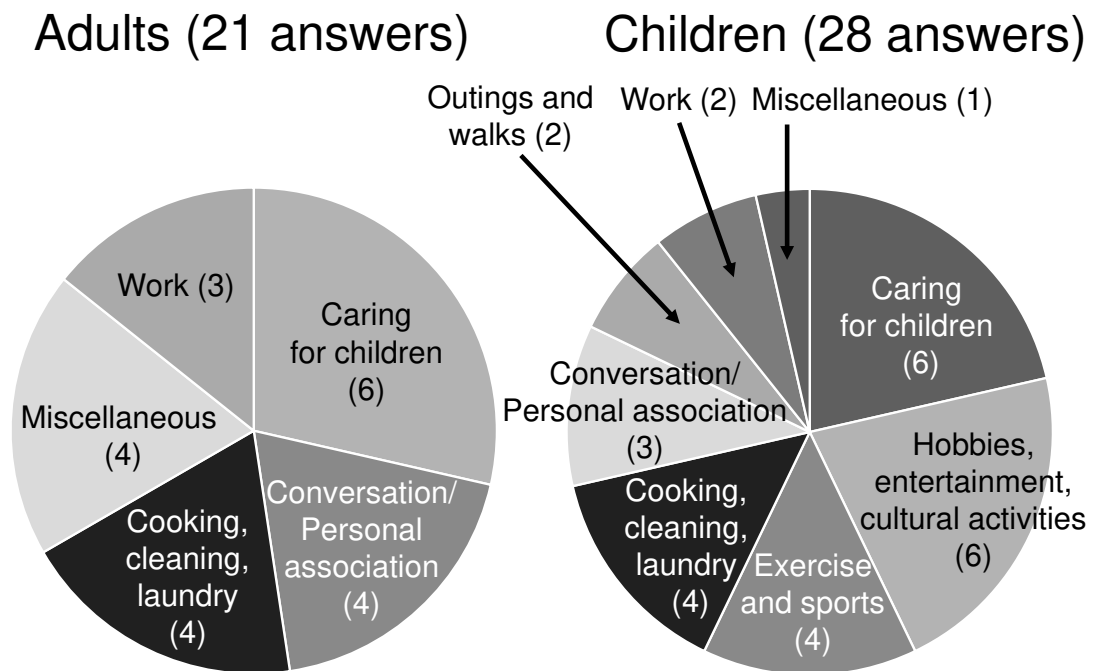 Adults (21 answers)
Work (3)
Caring
for children
(6)
Miscellaneous
(4)
Conversation/
Personal
association
(4)
Cooking,
cleaning,
laundry
(4)
Children (28 answers)
Outings and
walks (2)
Work (2)
Miscellaneous (1)
Caring
for children
(6)
Conversation/
Personal association
(3)
Hobbies,
entertainment,
cultural activities
(6)
Cooking,
cleaning,
laundry
(4)
Exercise
and sports
(4)